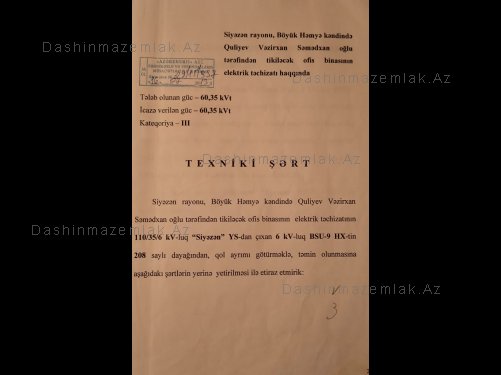 Siyəzən rayonu, Böyük Həmyə kəndində
Quliyev Vəzirxan Səmədxan oğlu
tərəfindən tikiləcək ofis binasının
elektrik təchizatı haqqında
Tələb olunan güc – 60,35 kVt
İcazə verilən güc – 60,35 kVt
Kateqoriya – III
TEXNİKİ ŞƏRT
Siyəzən rayonu, Böyük Həmyə kəndində Quliyev Vəzirxan
Səmədxan oğlu tərəfindən tikiləcək ofis binasının elektrik təchizatının
110/35/6 kV-luq “Siyəzən” YS-dan çıxan 6 kV-luq BSU-9 HX-tin
208 saylı dayağından, qol ayrımı götürməklə, təmin olunmasına
aşağıdakı şərtlərin yerinə yetirilməsi ilə etiraz etmirik:
3
Dashinmazemlak.Az
Dashinmazemlak.Az
Dashinmazemlak.Az
Dashinmazemlak.Az
Dashinmazemlak.Az